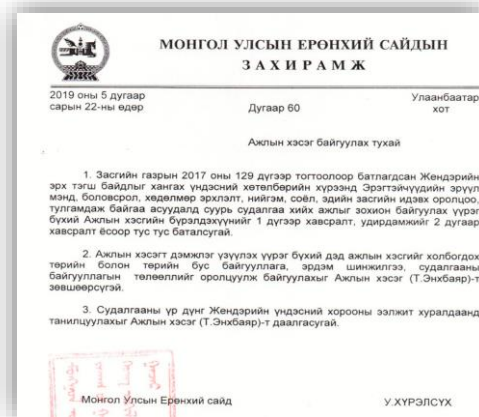 МОНГОЛ УЛСЫН ЕРӨНХИЙ САЙДЫН
ЗАХИРАМЖ
2019 оны 5 дугаар
сарын 22-ны өдөр
Дугаар 60
Улаанбаатар
хот
Ажлын хэсэг байгуулах тухай
1. Засгийн газрын 2017 оны 129 дүгээр тогтоолоор батлагдсан Жендэрийн
эрх тэгш байдлыг хангах үндэсний хөтөлбөрийн хүрээнд Эрэгтэйчүүдийн эрүүл
мэнд, боловсрол, хөдөлмөр эрхлэлт, нийгэм, соёл, эдийн засгийн идэвх оролцоо,
тулгамдаж байгаа асуудалд суурь судалгаа хийх ажлыг зохион байгуулах үүрэг
бүхий Ажлын хэсгийн бүрэлдэхүүнийг 1 дүгээр хавсралт, удирдамжийг 2 дугаар
хавсралт ёсоор тус тус баталсугай.
2. Ажлын хэсэгт дэмжлэг үзүүлэх үүрэг бүхий дэд ажлын хэсгийг холбогдох
төрийн болон төрийн бус байгууллага, эрдэм шинжилгээ, судалгааны
байгууллагын төлөөллийг оролцуулж байгуулахыг Ажлын хэсэг (Т.Энхбаяр)-т
зөвшөөрсүгэй.
3. Судалгааны үр дүнг Жендэрийн үндэсний хорооны ээлжит хуралдаанд
танилцуулахыг Ажлын хэсэг (Т.Энхбаяр)-т даалгасугай.
Монгол Улсын Ерөнхий сайд
У.ХҮРЭЛСҮХ